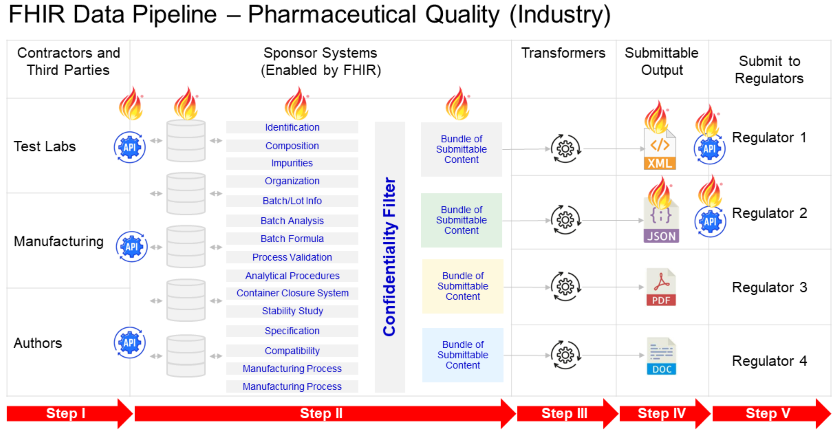 FHIR Data Pipeline – Pharmaceutical Quality (Industry)
Contractors and
Third Parties
Sponsor Systems
(Enabled by FHIR)
Transformers
Submittable
Output
Submit to
Regulators
Test Labs
Manufacturing
Authors
API
API
API
Identification
Composition
Impurities
Organization
Batch/Lot Info
Batch Analysis
Batch Formula
Process Validation
Analytical Procedures
Container Closure System
Stability Study
Specification
Compatibility
Manufacturing Process
Manufacturing Process
Confidentiality Filter
Bundle of
Submittable
Content
Bundle of
Submittable
Content
Bundle of
Submittable
Content
Bundle of
Submittable
Content
</>
XML
{;}
JSON
PDF
DOC
API
API
Regulator 1
Regulator 2
Regulator 3
Regulator 4
Step I
Step II
Step III
Step IV
Step V